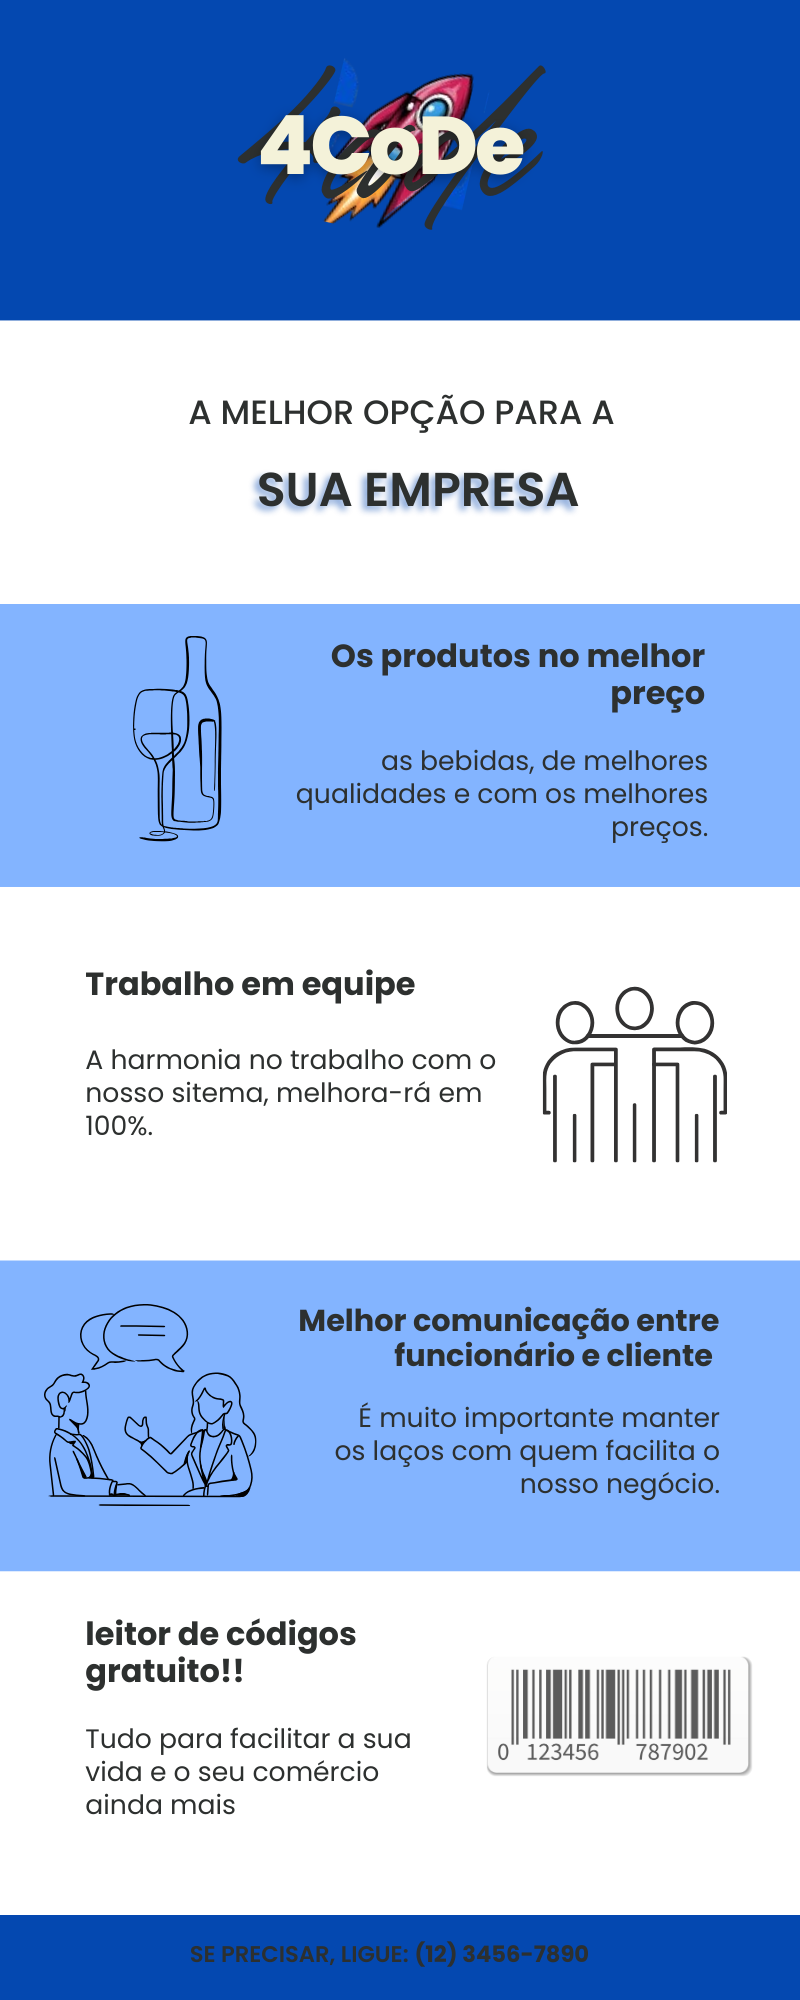 4CoDe
A MELHOR OPÇÃO PARA A
SUA EMPRESA
Os produtos no melhor
preço
as bebidas, de melhores
qualidades e com os melhores
preços.
Trabalho em equipe
A harmonia no trabalho com o
nosso sitema, melhora-rá em
100%.
Melhor comunicação entre
funcionário e cliente
É muito importante manter
os laços com quem facilita o
nosso negócio.
leitor de códigos
gratuito!!
Tudo para facilitar a sua
vida e o seu comércio
ainda mais
0 123456 787902
SE PRECISAR, LIGUE: (12) 3456-7890